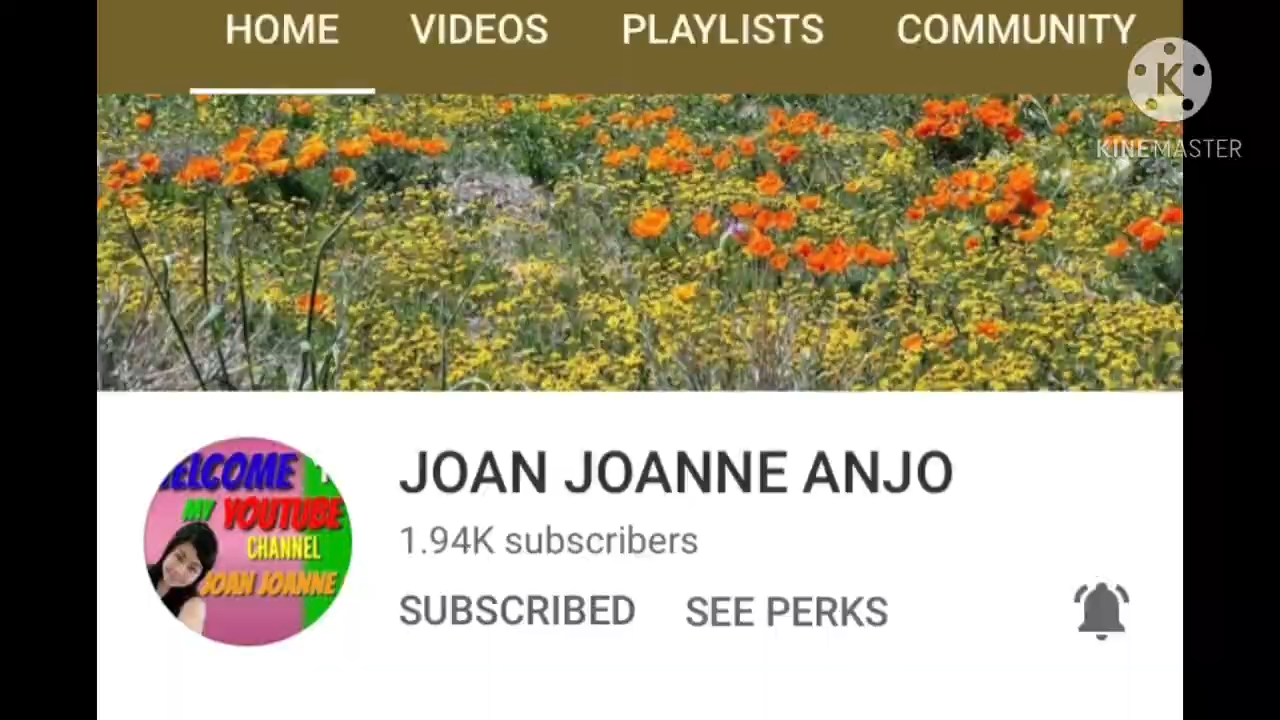 HOME VIDEOS PLAYLISTS COMMUNITY
K
KINEMASTER
ELCOME
MY YOUTUBE
CHANNEL
JOAN JOANNE
JOAN JOANNE ANJO
1.94K subscribers
SUBSCRIBED SEE PERKS